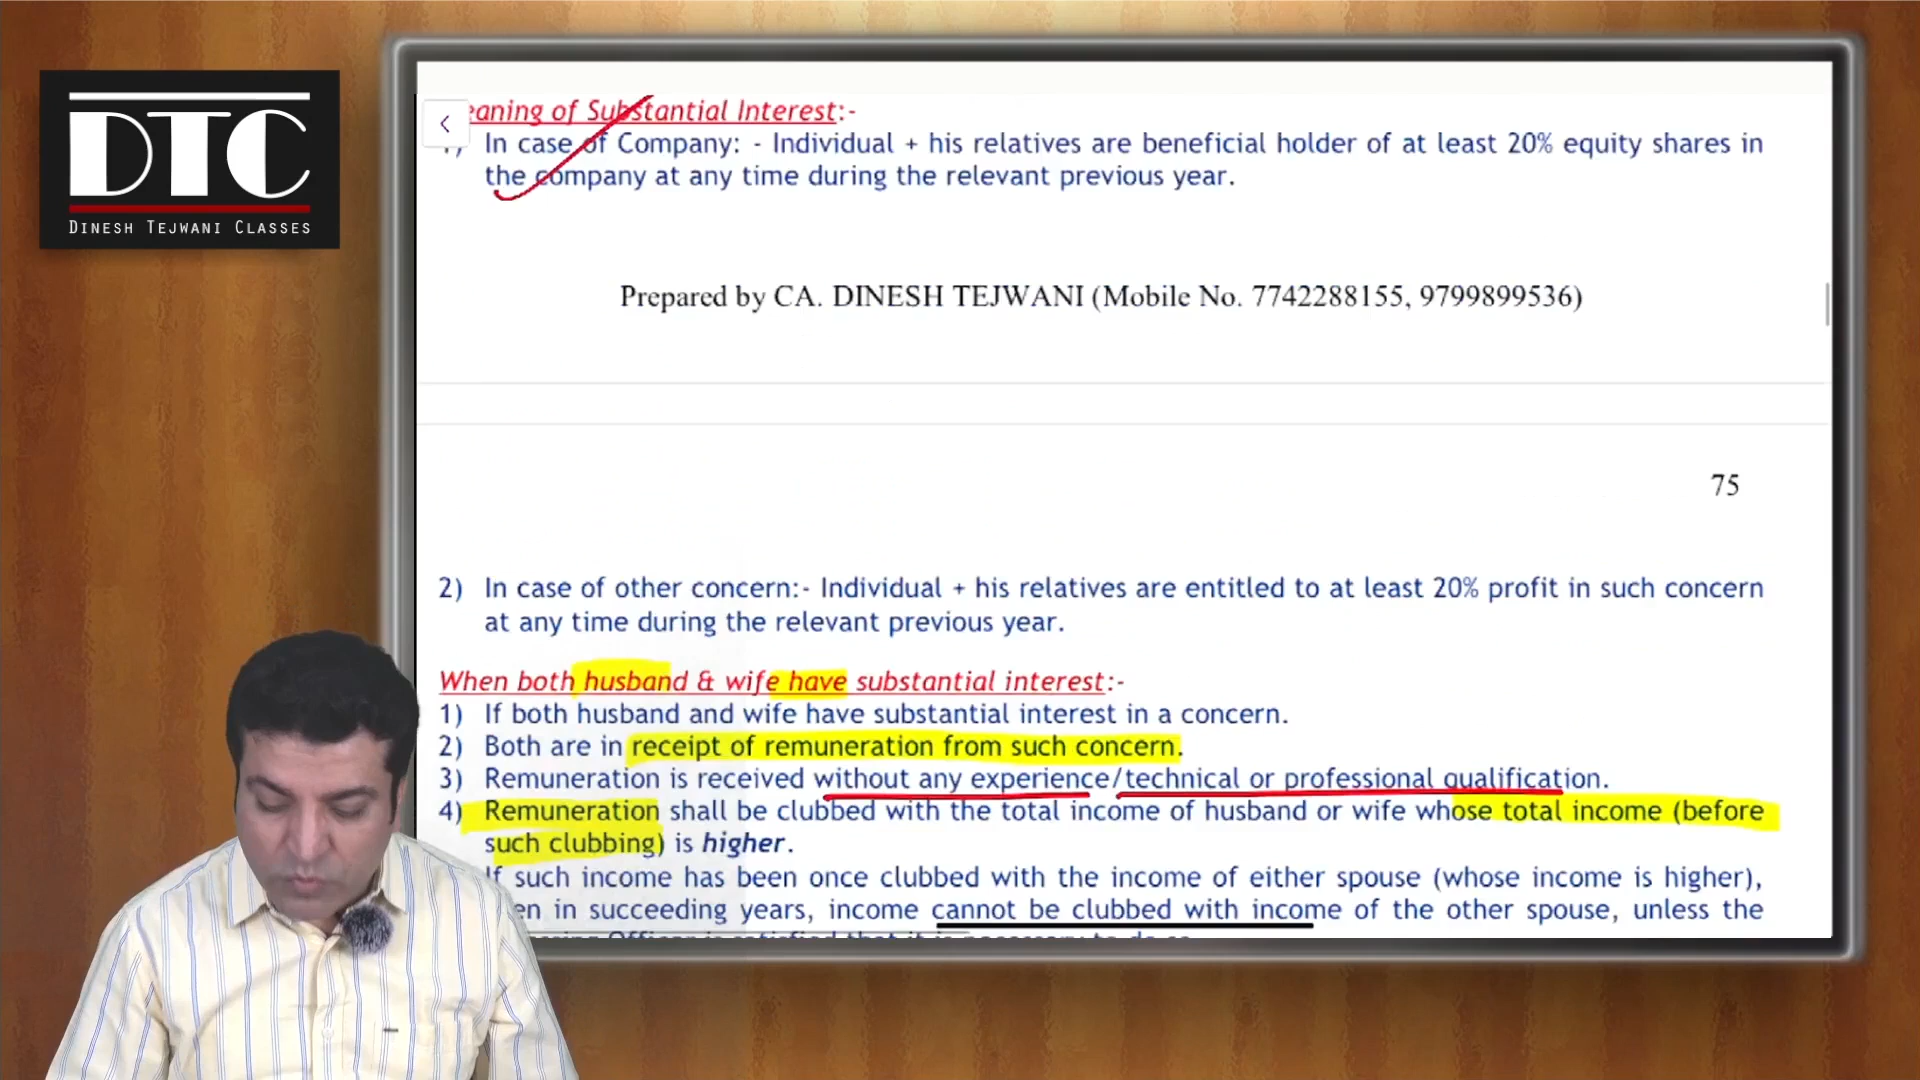 DTC
DINESH TEJWANI CLASSES
eaning of Substantial Interest:-
In case of Company: - Individual + his relatives are beneficial holder of at least 20% equity shares in
the company at any time during the relevant previous year.
Prepared by CA. DINESH TEJWANI (Mobile No. 7742288155, 9799899536)
75
2) In case of other concern:- Individual + his relatives are entitled to at least 20% profit in such concern
at any time during the relevant previous year.
When both husband & wife have substantial interest:-
1) If both husband and wife have substantial interest in a concern.
2) Both are in receipt of remuneration from such concern.
3) Remuneration is received without any experience/technical or professional qualification.
4) Remuneration shall be clubbed with the total income of husband or wife whose total income (before
such clubbing) is higher.
If such income has been once clubbed with the income of either spouse (whose income is higher),
en in succeeding years, income cannot be clubbed with income of the other spouse, unless the